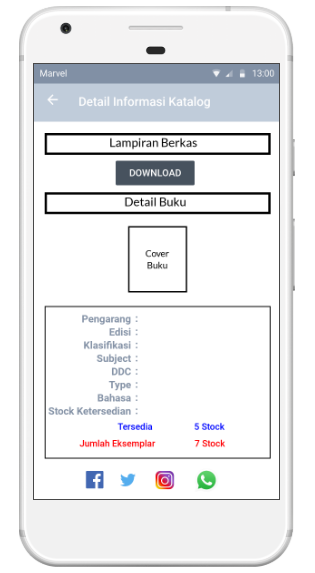 Marvel 13:00
Detail Informasi Katalog
Lampiran Berkas
DOWNLOAD
Detail Buku
Cover
Buku
Pengarang :
Edisi :
Klasifikasi :
Subject :
DDC :
Type :
Bahasa :
Stock Ketersedian :
Tersedia 5 Stock
Jumlah Eksemplar 7 Stock